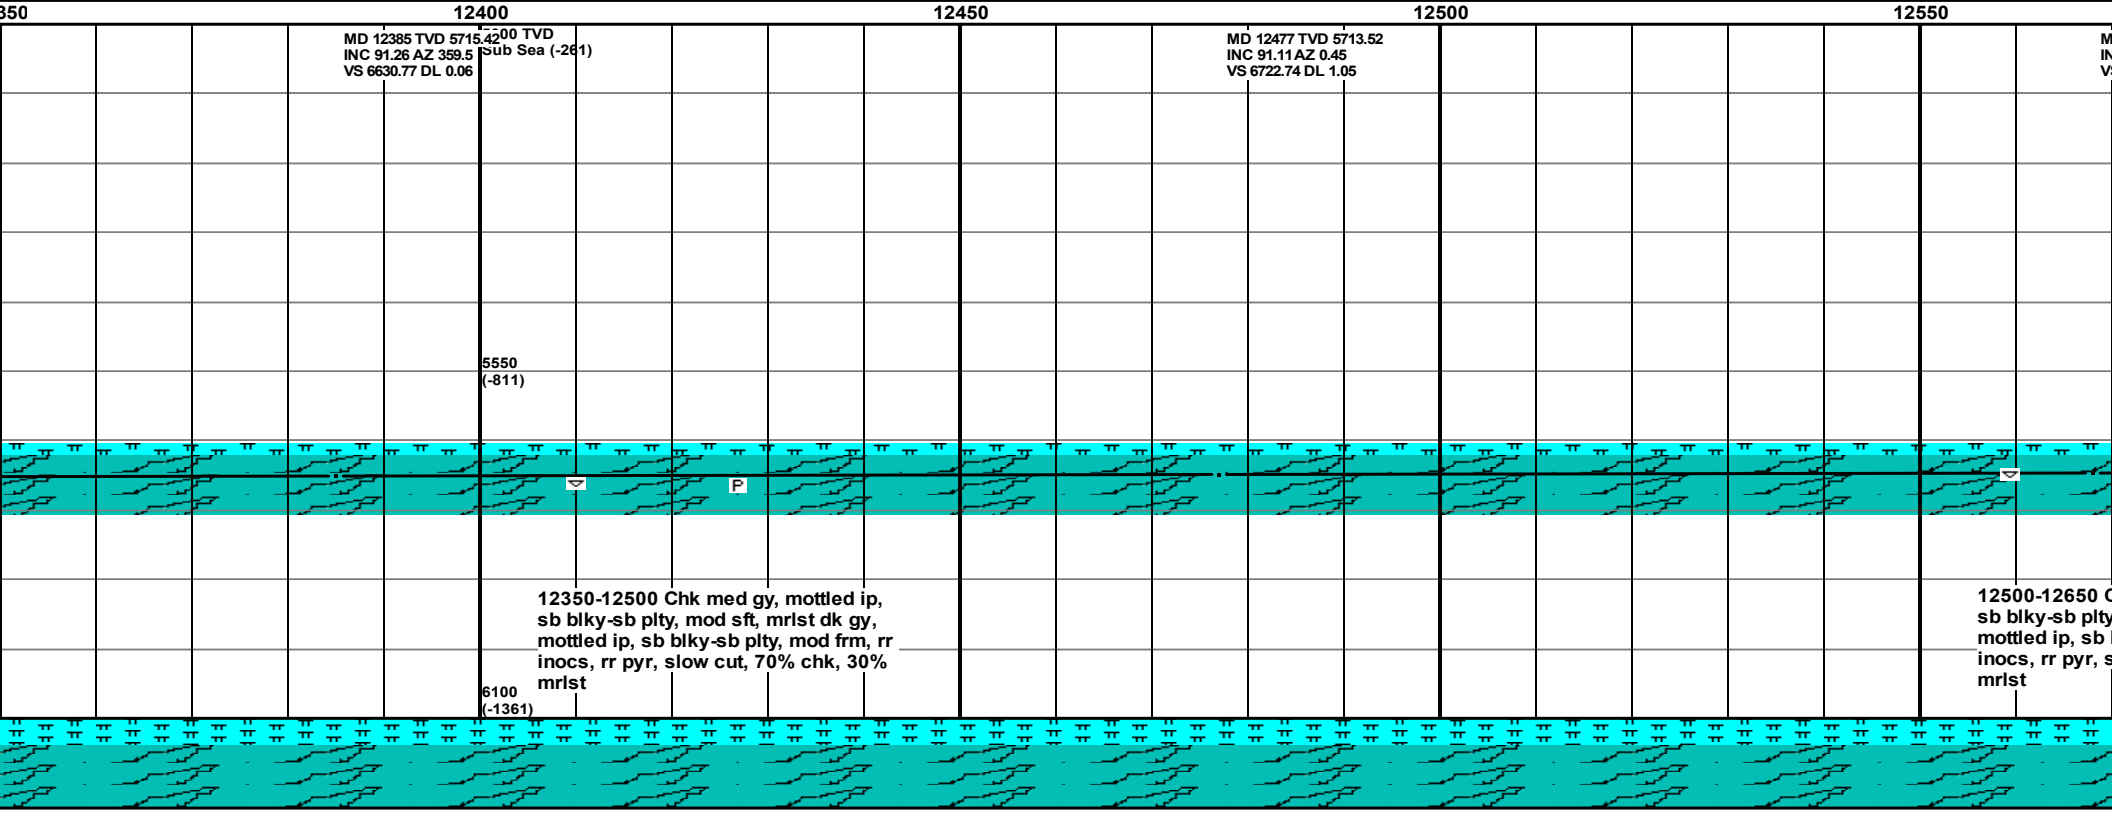 350 12400 12450 12500 12550
MD 12385 TVD 5715.42
INC 91.26 AZ 359.5
VS 6630.77 DL 0.06
TVD
Sub Sea (-261)
MD 12477 TVD 5713.52
INC 91.11 AZ 0.45
VS 6722.74 DL 1.05
5550
(-811)
P
12350-12500 Chk med gy, mottled ip,
sb blky-sb plty, mod sft, mrlst dk gy,
mottled ip, sb blky-sb plty, mod frm, rr
inocs, rr pyr, slow cut, 70% chk, 30%
mrlst
12500-12650
sb blky-sb plty
mottled ip, sb
inocs, rr pyr,
mrlst
6100
(-1361)